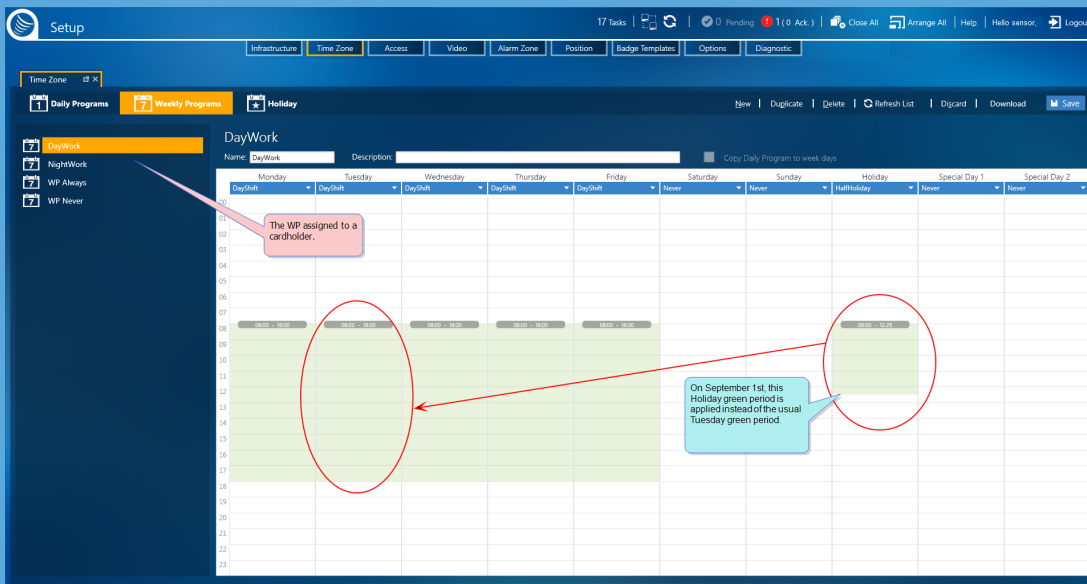 Setup
17 Tasks | | 0 Pending 1 ( 0 Ack. ) | Close All Arrange All | Help | Hello sensor, Logout
Infrastructure Time Zone Access Video Alarm Zone Position Badge Templates Options Diagnostic
Time Zone
1 Daily Programs 7 Weekly Programs Holiday
New | Duplicate | Delete | Refresh List | Discard | Download Save
7 DayWork
7 NightWork
7 WP Always
7 WP Never
DayWork
Name: DayWork Description: Copy Daily Program to week days
Monday Tuesday Wednesday Thursday Friday Saturday Sunday Holiday Special Day 1 Special Day 2
DayShift DayShift DayShift DayShift DayShift Never Never HalfHoliday Never Never
00
01
The WP assigned to a
cardholder.
02
03
04
05
06
07
08 08:00 - 18:00 08:00 - 18:00 08:00 - 18:00 08:00 - 18:00 08:00 - 18:00 08:00 - 12:29
09
10
11
12
13
On September 1st, this
Holiday green period is
applied instead of the usual
Tuesday green period.
14
15
16
17
18
19
20
21
22
23